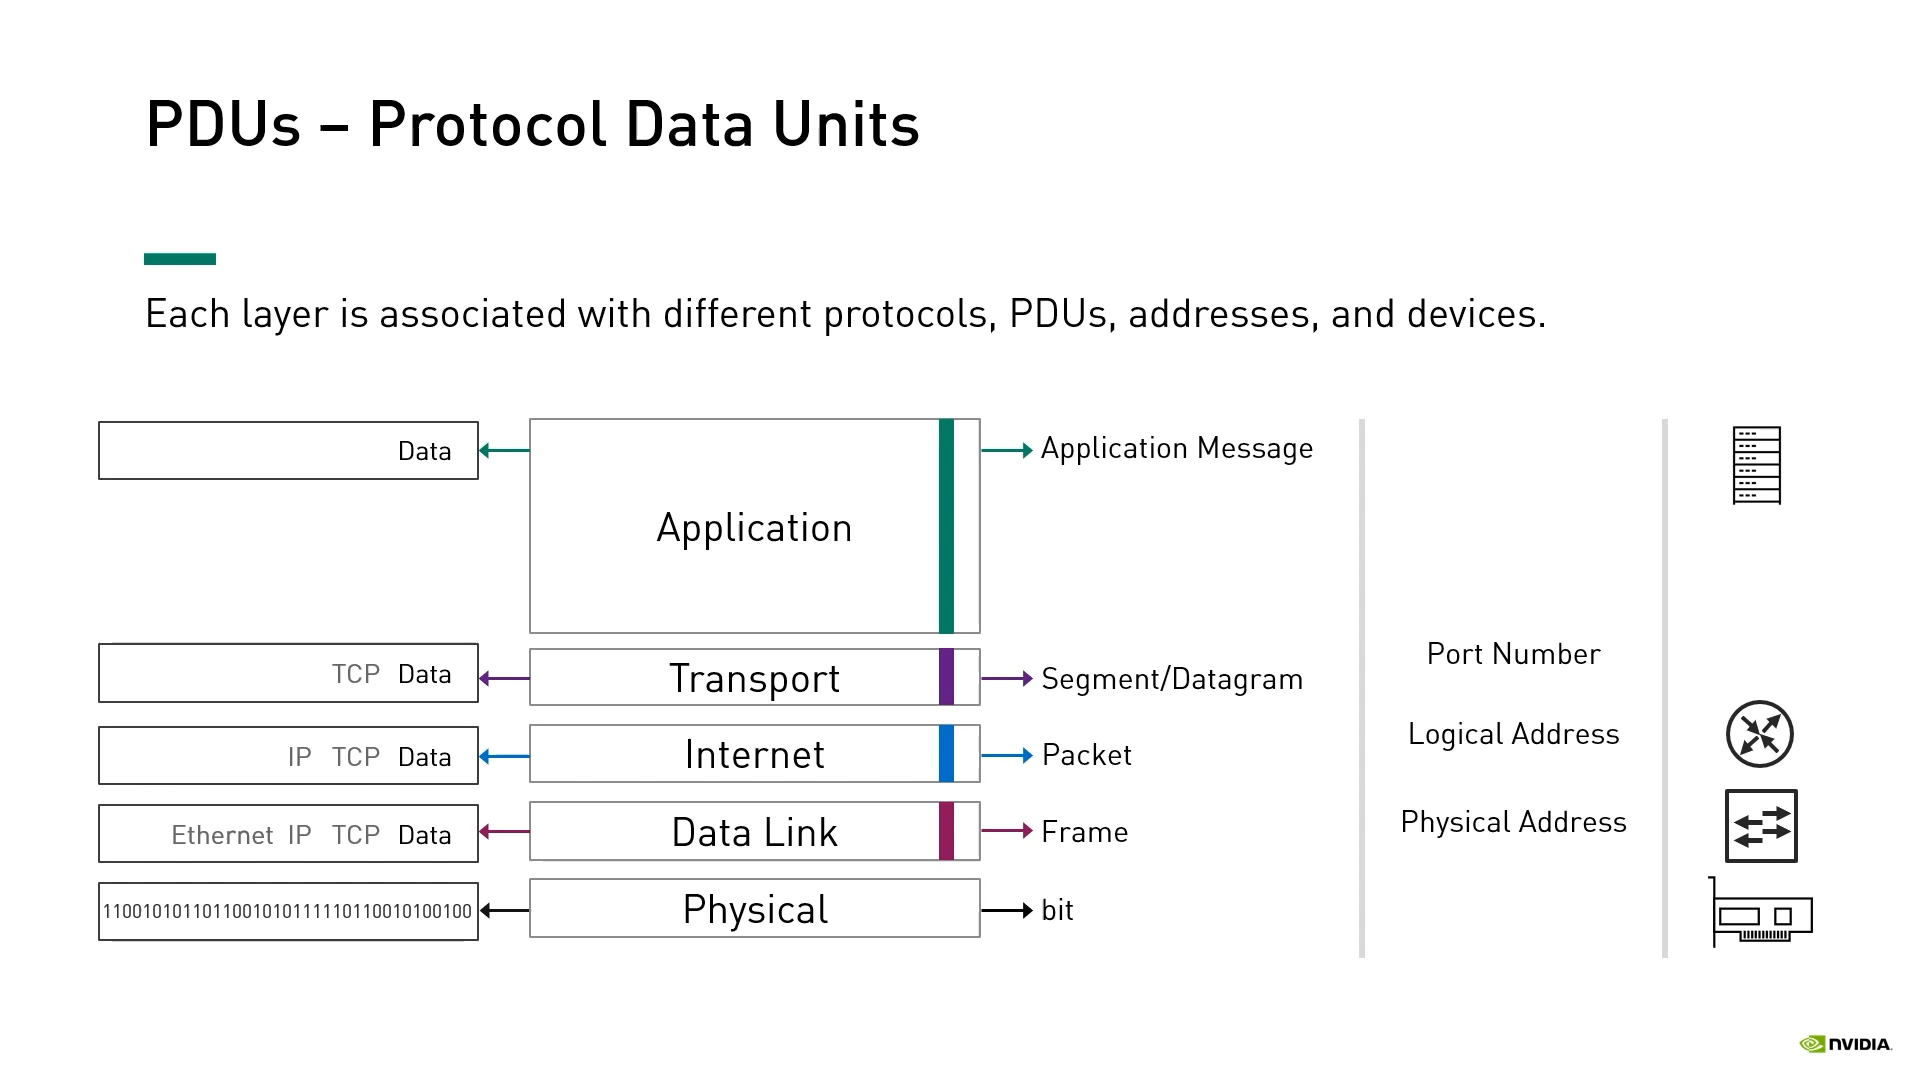 PDUs – Protocol Data Units
Each layer is associated with different protocols, PDUs, addresses, and devices.
Data
Application
Application Message
TCP Data
Transport
Segment/Datagram
Port Number
IP TCP Data
Internet
Packet
Logical Address
Ethernet IP TCP Data
Data Link
Frame
Physical Address
1100101011011001010111110110010100100
Physical
bit
NVIDIA.